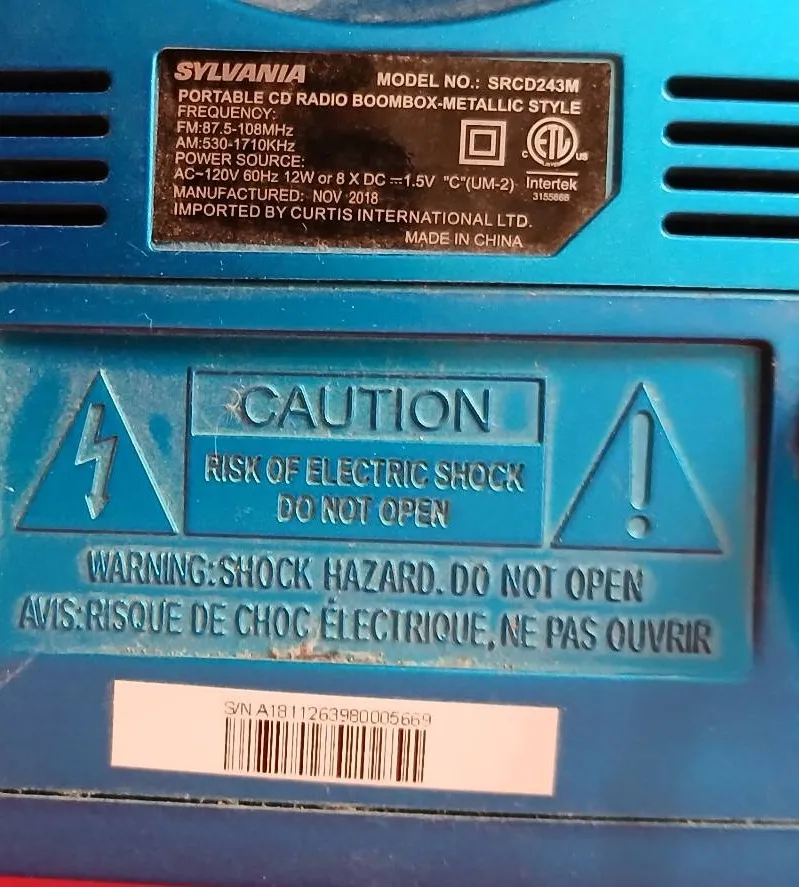 SYLVANIA
MODEL NO.: SRCD243M
PORTABLE CD RADIO BOOMBOX-METALLIC STYLE
FREQUENCY:
FM:87.5-108MHz
AM:530-1710KHz
POWER SOURCE:
AC~120V 60Hz 12W or 8 X DC⎓1.5V "C"(UM-2)
MANUFACTURED: NOV 2018
IMPORTED BY CURTIS INTERNATIONAL LTD.
MADE IN CHINA
ETL
C US
Intertek
3155666
CAUTION
RISK OF ELECTRIC SHOCK
DO NOT OPEN
WARNING:SHOCK HAZARD. DO NOT OPEN
AVIS:RISQUE DE CHOC ÉLECTRIQUE, NE PAS OUVRIR
S/N A1811263980005669